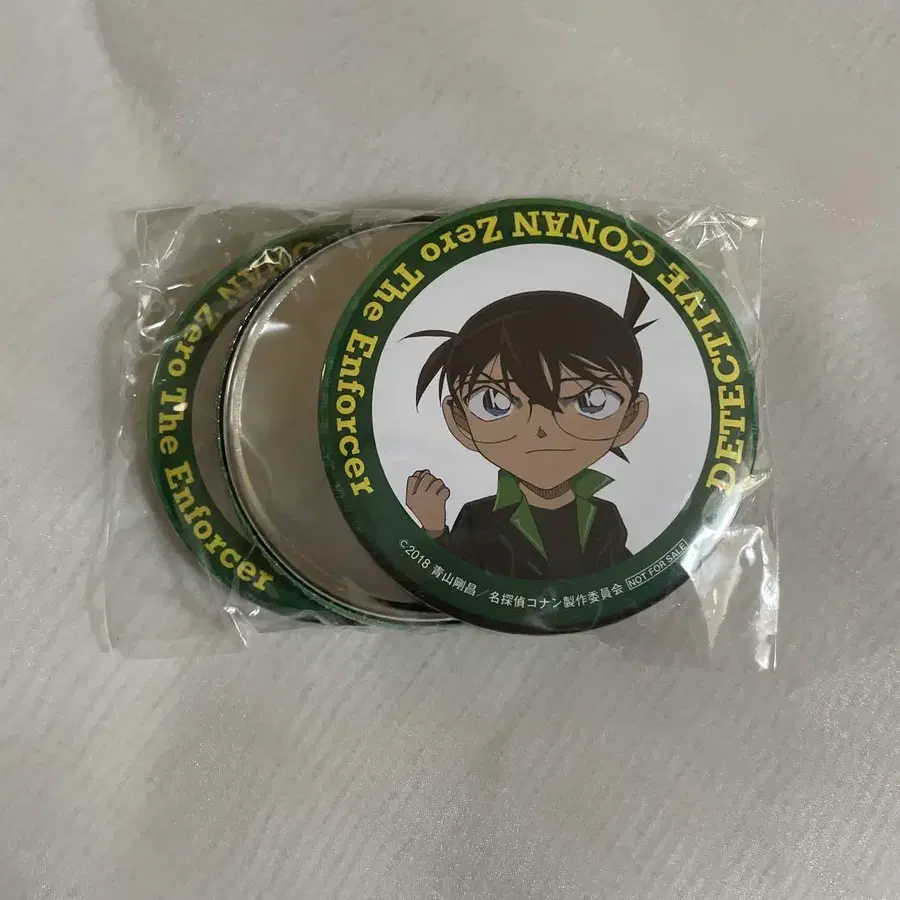 DETECTIVE CONAN Zero The Enforcer
©2018 青山剛昌／名探偵コナン製作委員会 NOT FOR SALE
CONAN Zero The Enforcer